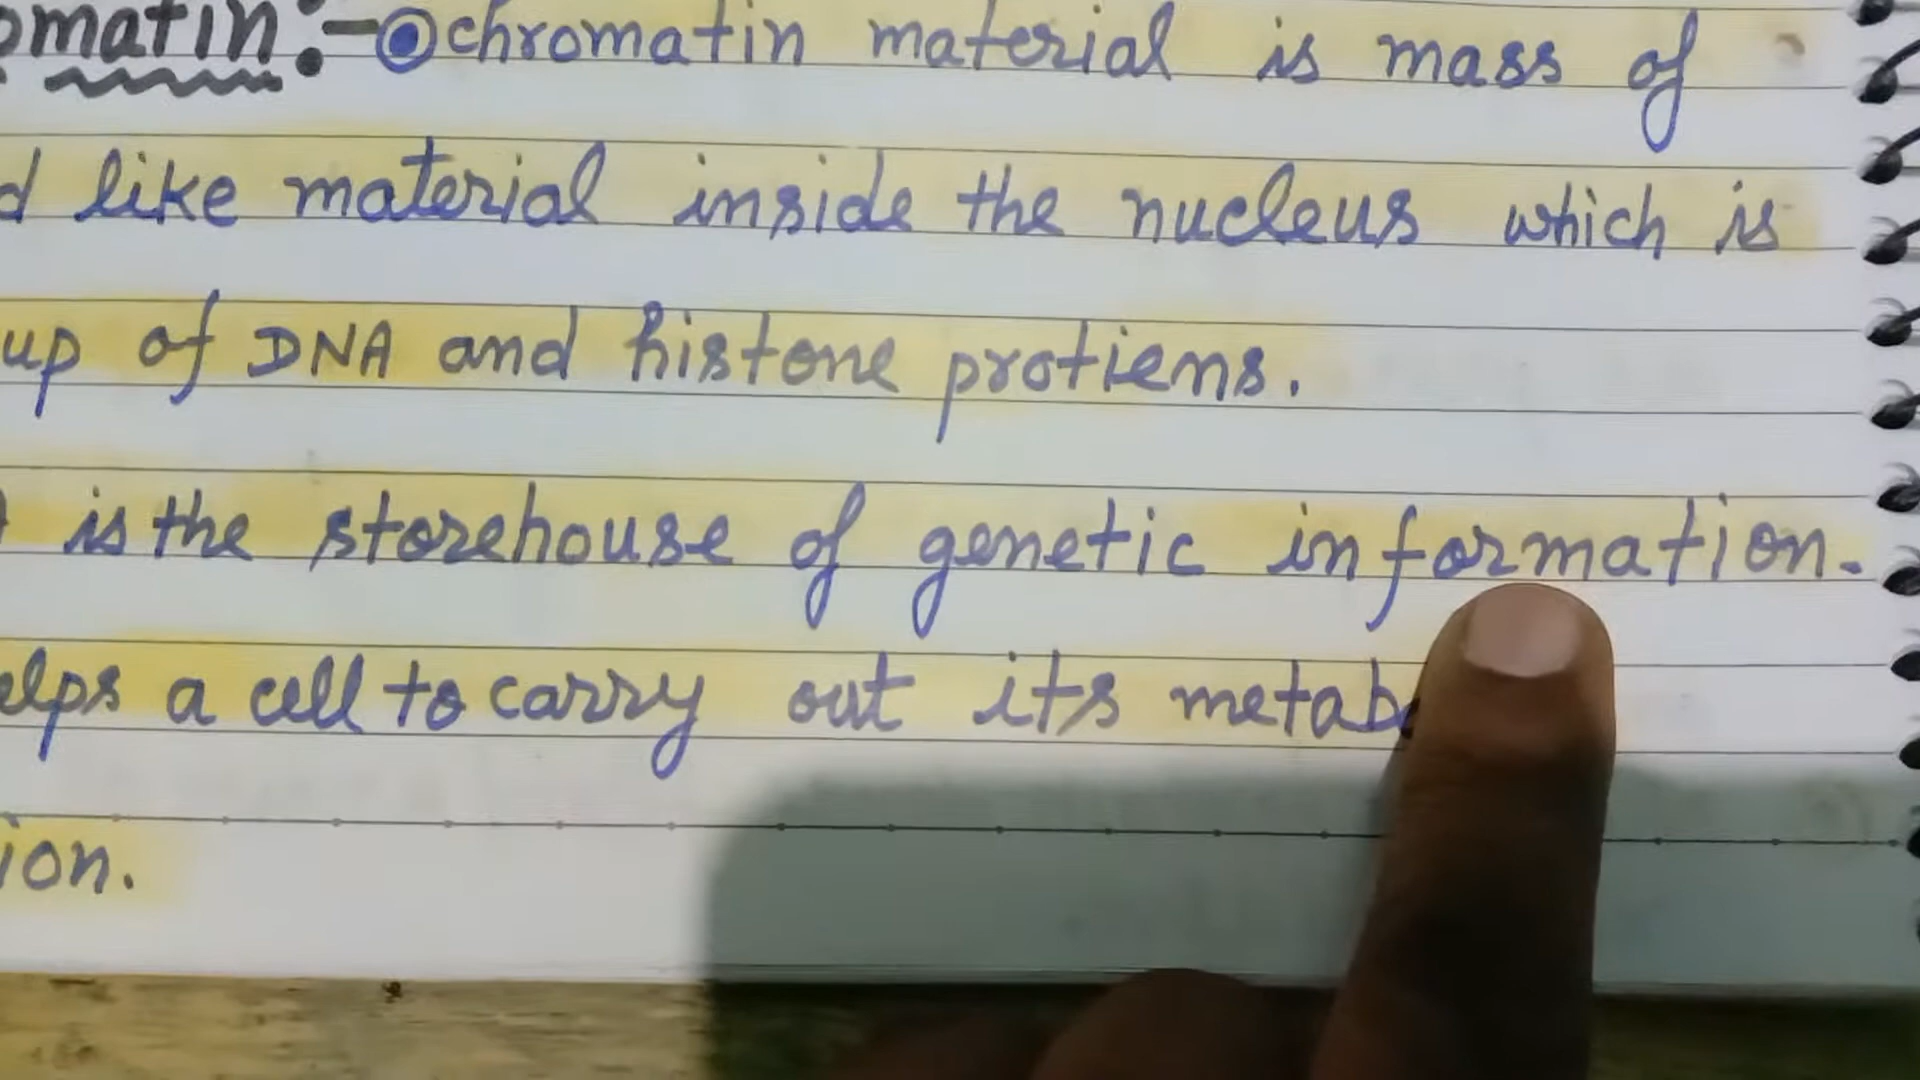 omatin:- chromatin material is mass of
d like material inside the nucleus which is
up of DNA and histone protiens.
is the storehouse of genetic information.
elps a cell to carry out its metab
ion.